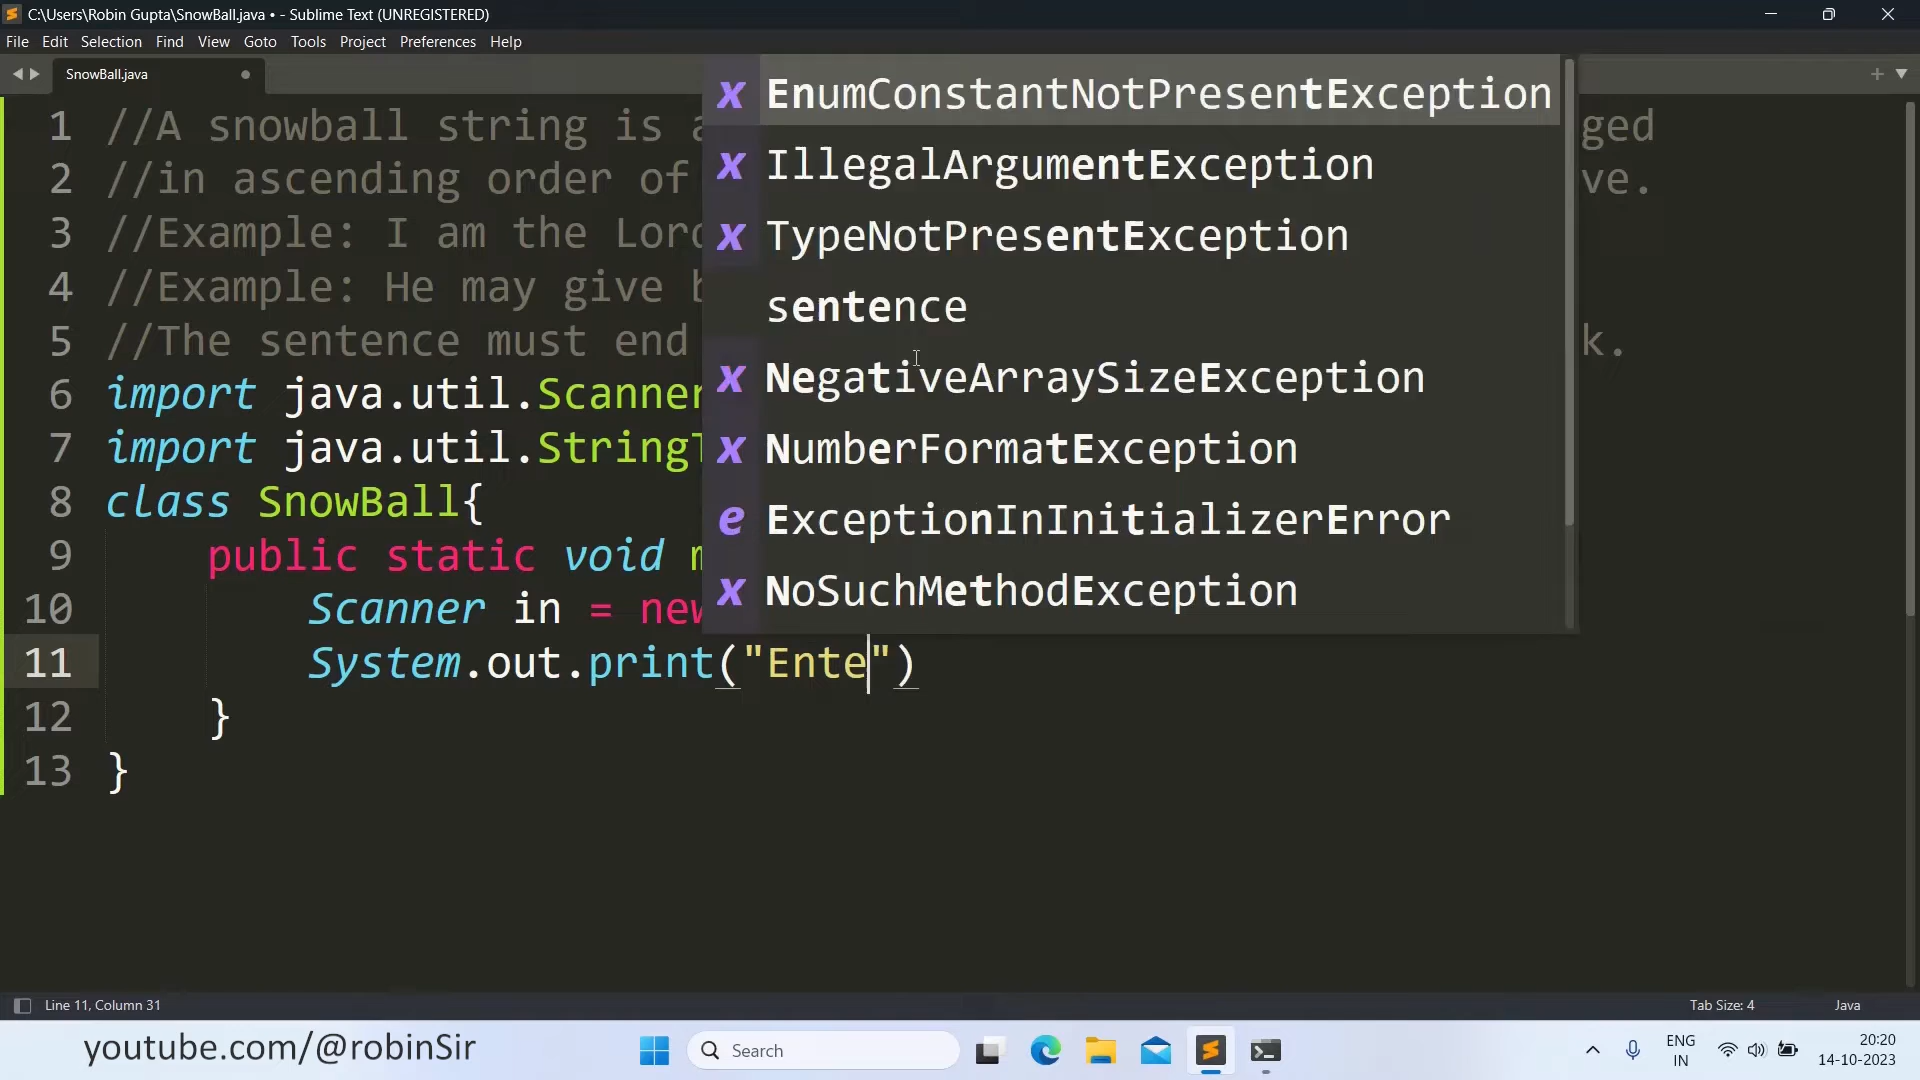 C:\Users\Robin Gupta\SnowBall.java • - Sublime Text (UNREGISTERED)
File Edit Selection Find View Goto Tools Project Preferences Help
SnowBall.java
1 //A snowball string is ged
2 //in ascending order of ve.
3 //Example: I am the Lord
4 //Example: He may give
5 //The sentence must end k.
6 import java.util.Scanner
7 import java.util.StringT
8 class SnowBall{
9 public static void m
10 Scanner in = new
11 System.out.print("Ente")
12 }
13 }
x EnumConstantNotPresentException
x IllegalArgumentException
x TypeNotPresentException
sentence
x NegativeArraySizeException
x NumberFormatException
e ExceptionInInitializerError
x NoSuchMethodException
Line 11, Column 31
Tab Size: 4
Java
youtube.com/@robinSir
Search
ENG
IN
20:20
14-10-2023